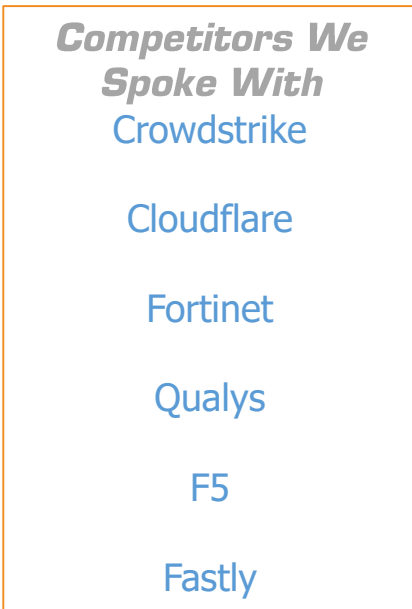 Competitors We
Spoke With
Crowdstrike
Cloudflare
Fortinet
Qualys
F5
Fastly